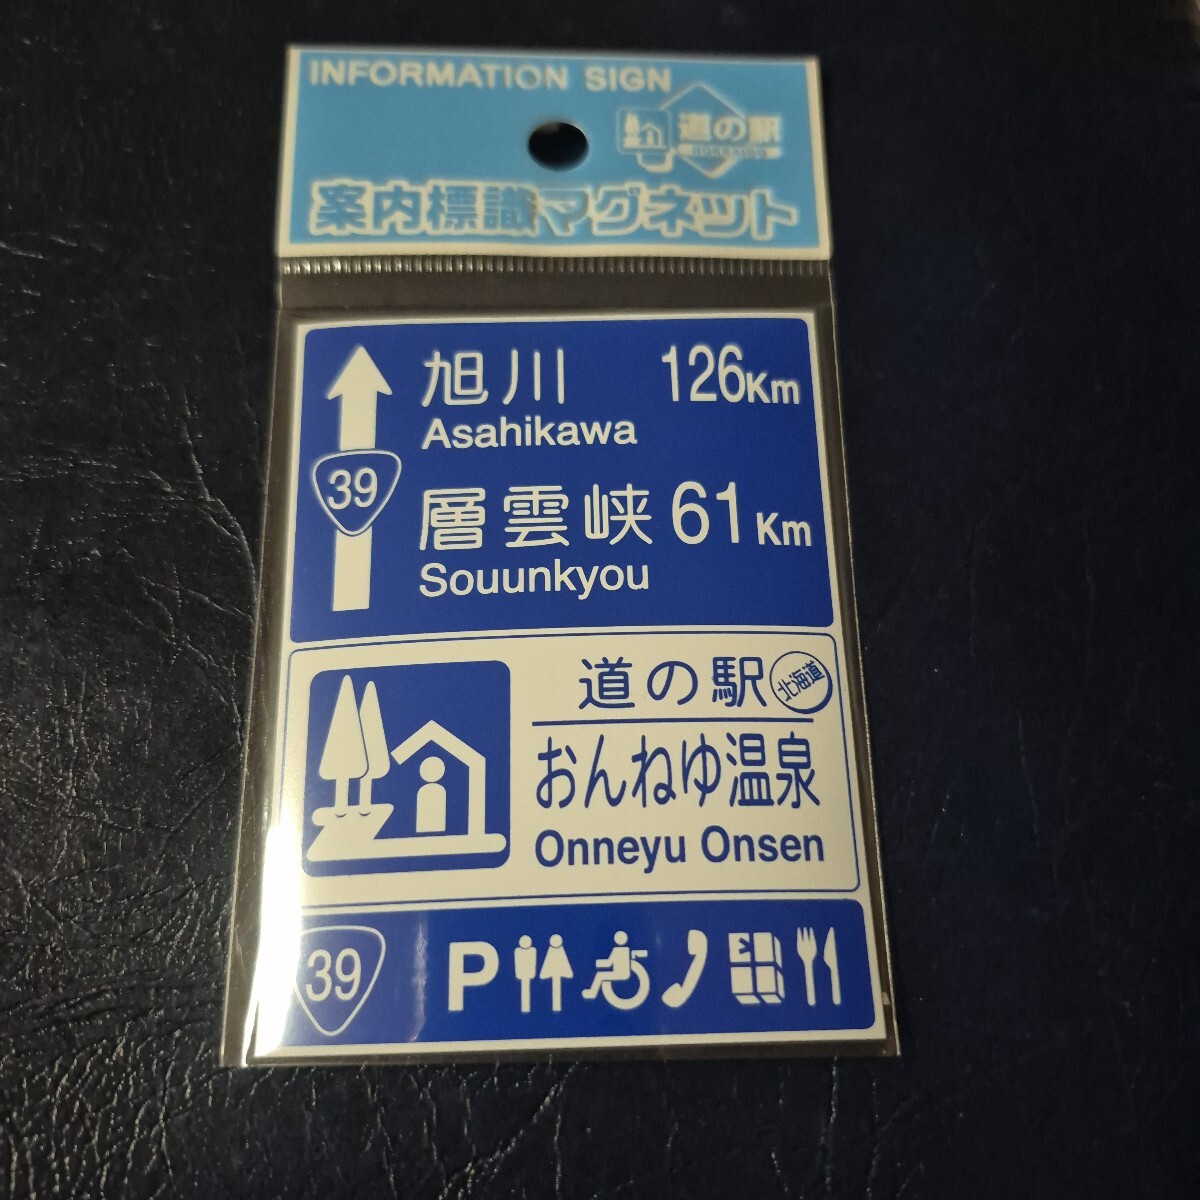 INFORMATION SIGN
道の駅
HOKKAIDO
案内標識マグネット
旭川 126Km
Asahikawa
39
層雲峡 61Km
Souunkyou
道の駅 北海道
おんねゆ温泉
Onneyu Onsen
39 P